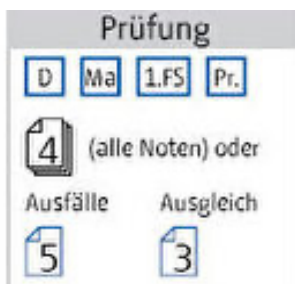 Prüfung
D Ma 1.FS Pr.
4 (alle Noten) oder
Ausfälle Ausgleich
5 3